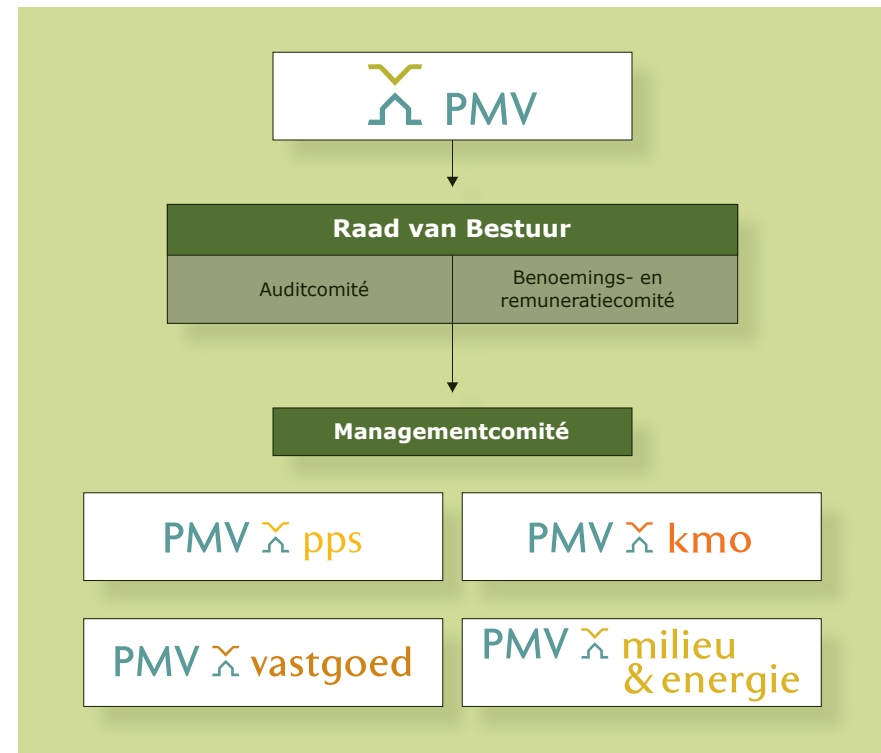 PMV
Raad van Bestuur
Auditcomité
Benoemings- en
remuneratiecomité
Managementcomité
PMV pps
PMV kmo
PMV vastgoed
PMV milieu
& energie